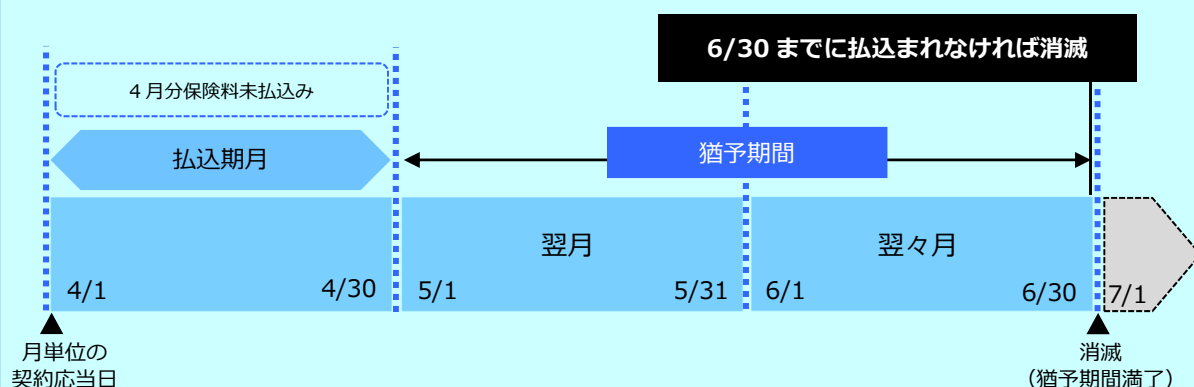 6/30 までに払込まれなければ消滅
4月分保険料未払込み
払込期月
猶予期間
翌月
翌々月
4/1
4/30
5/1
5/31
6/1
6/30
7/1
月単位の
契約応当日
消滅
（猶予期間満了）